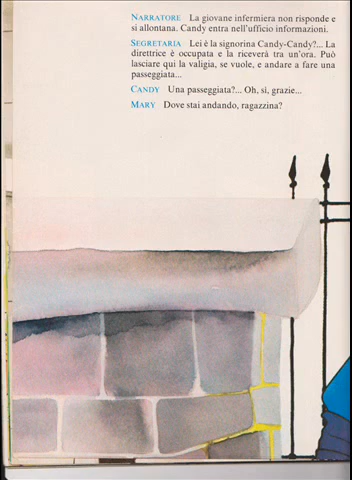 NARRATORE La giovane infermiera non risponde e
si allontana. Candy entra nell'ufficio informazioni.
SEGRETARIA Lei è la signorina Candy-Candy?... La
direttrice è occupata e la riceverà tra un'ora. Può
lasciare qui la valigia, se vuole, e andare a fare una
passeggiata...
CANDY Una passeggiata?... Oh, sì, grazie...
MARY Dove stai andando, ragazzina?